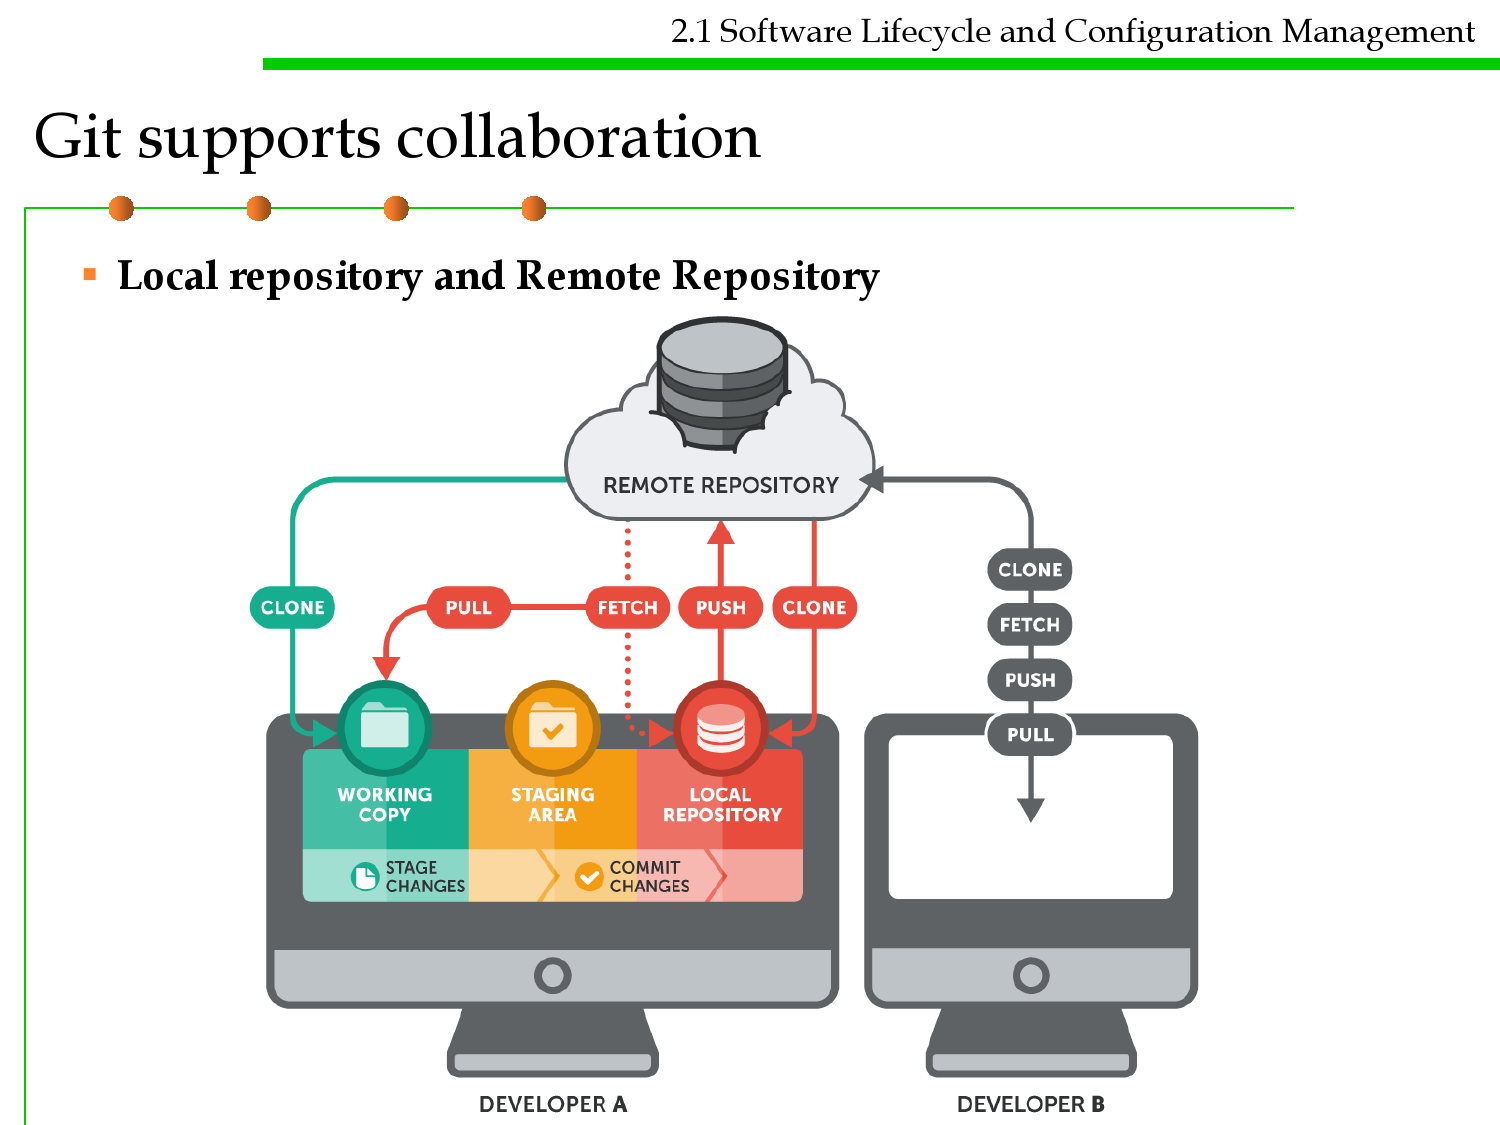 2.1 Software Lifecycle and Configuration Management
Git supports collaboration
Local repository and Remote Repository
REMOTE REPOSITORY
CLONE
PULL
FETCH
PUSH
CLONE
CLONE
FETCH
PUSH
PULL
WORKING
COPY
STAGING
AREA
LOCAL
REPOSITORY
STAGE
CHANGES
COMMIT
CHANGES
DEVELOPER A
DEVELOPER B